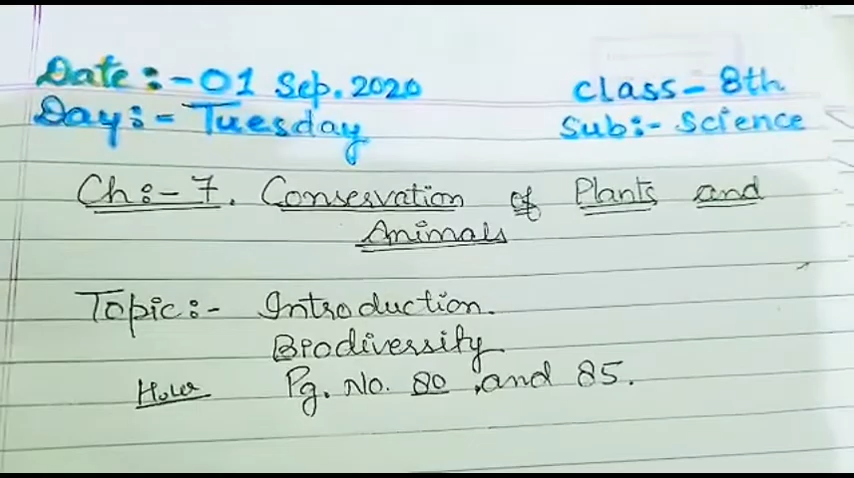 Date:-01 Sep. 2020
Class- 8th
Day:- Tuesday
Sub:- Science
Ch:- 7. Conservation of Plants and
Animals
Topic:- Introduction.
Biodiversity
H.w Pg. No. 80 ,and 85.